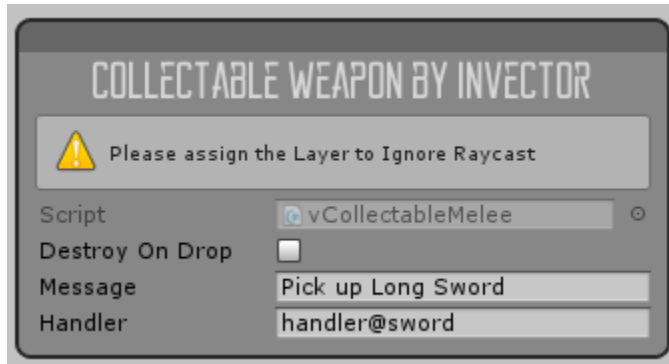 COLLECTABLE WEAPON BY INVECTOR
Please assign the Layer to Ignore Raycast
Script vCollectableMelee
Destroy On Drop
Message Pick up Long Sword
Handler handler@sword